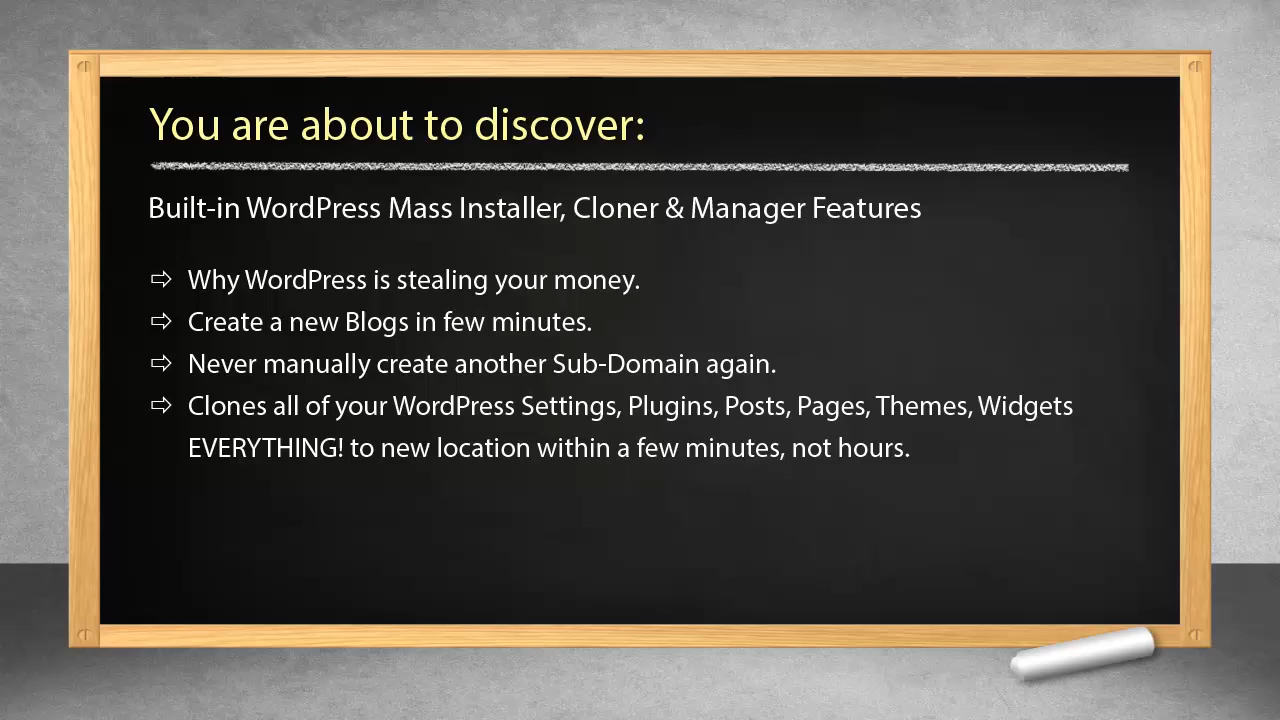 You are about to discover:
Built-in WordPress Mass Installer, Cloner & Manager Features
⇨ Why WordPress is stealing your money.
⇨ Create a new Blogs in few minutes.
⇨ Never manually create another Sub-Domain again.
⇨ Clones all of your WordPress Settings, Plugins, Posts, Pages, Themes, Widgets
EVERYTHING! to new location within a few minutes, not hours.